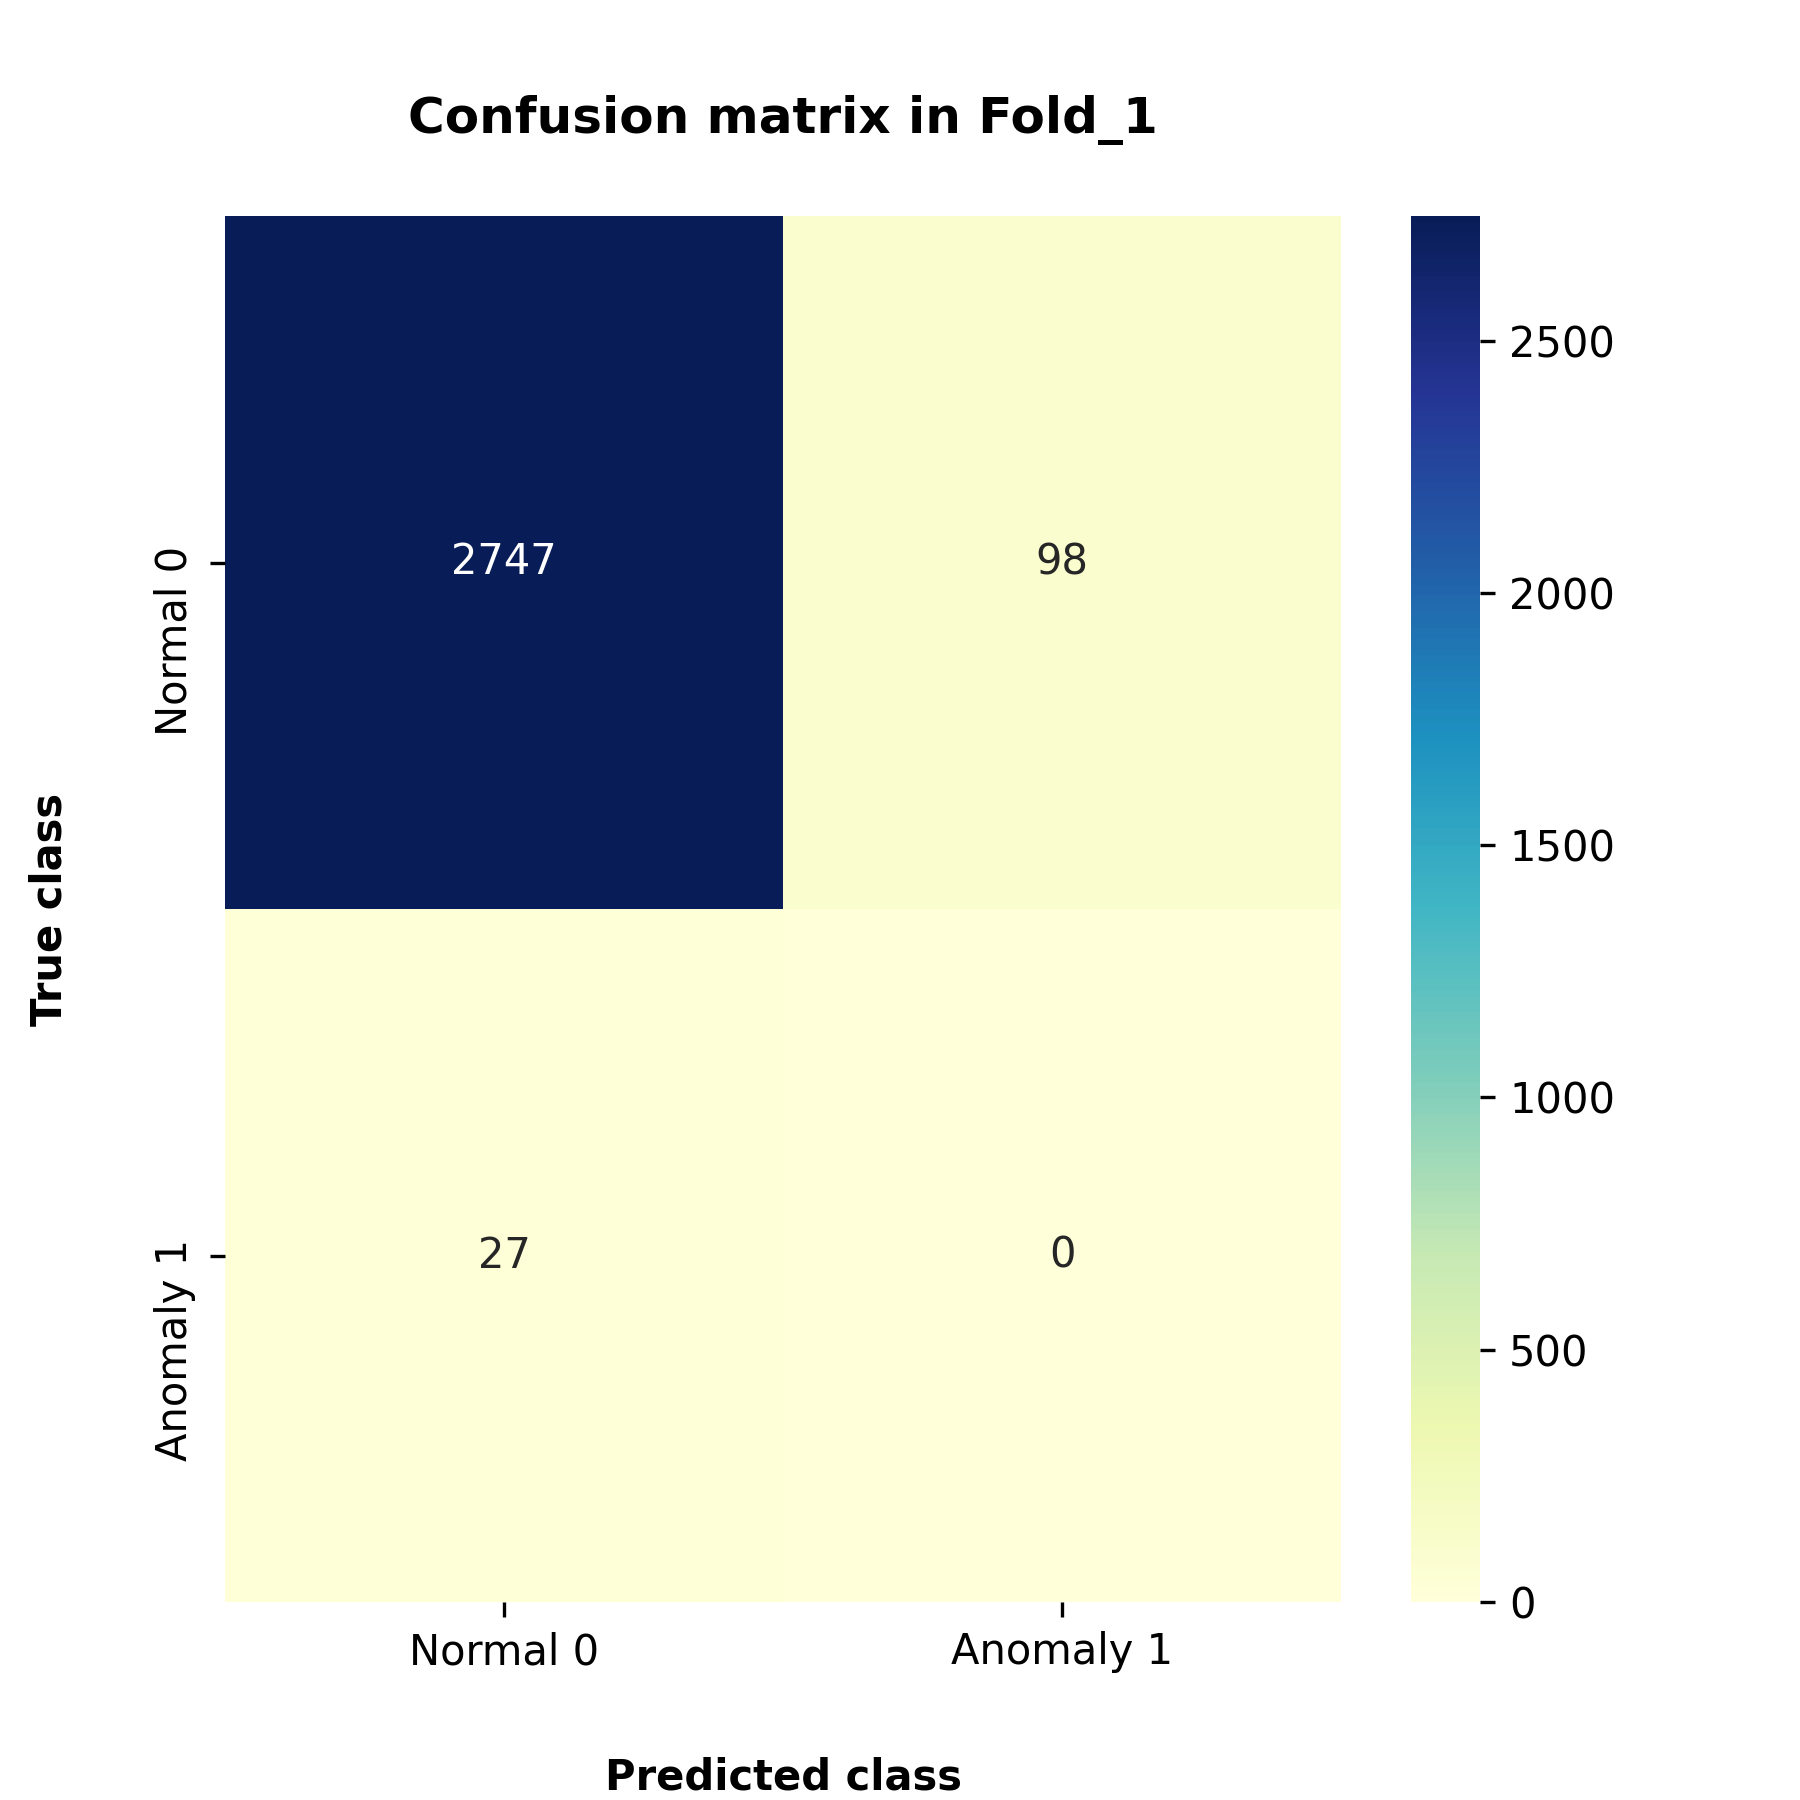 Confusion matrix in Fold_1
True class
Normal 0
Anomaly 1
2747
98
27
0
Normal 0
Anomaly 1
Predicted class
2500
2000
1500
1000
500
0